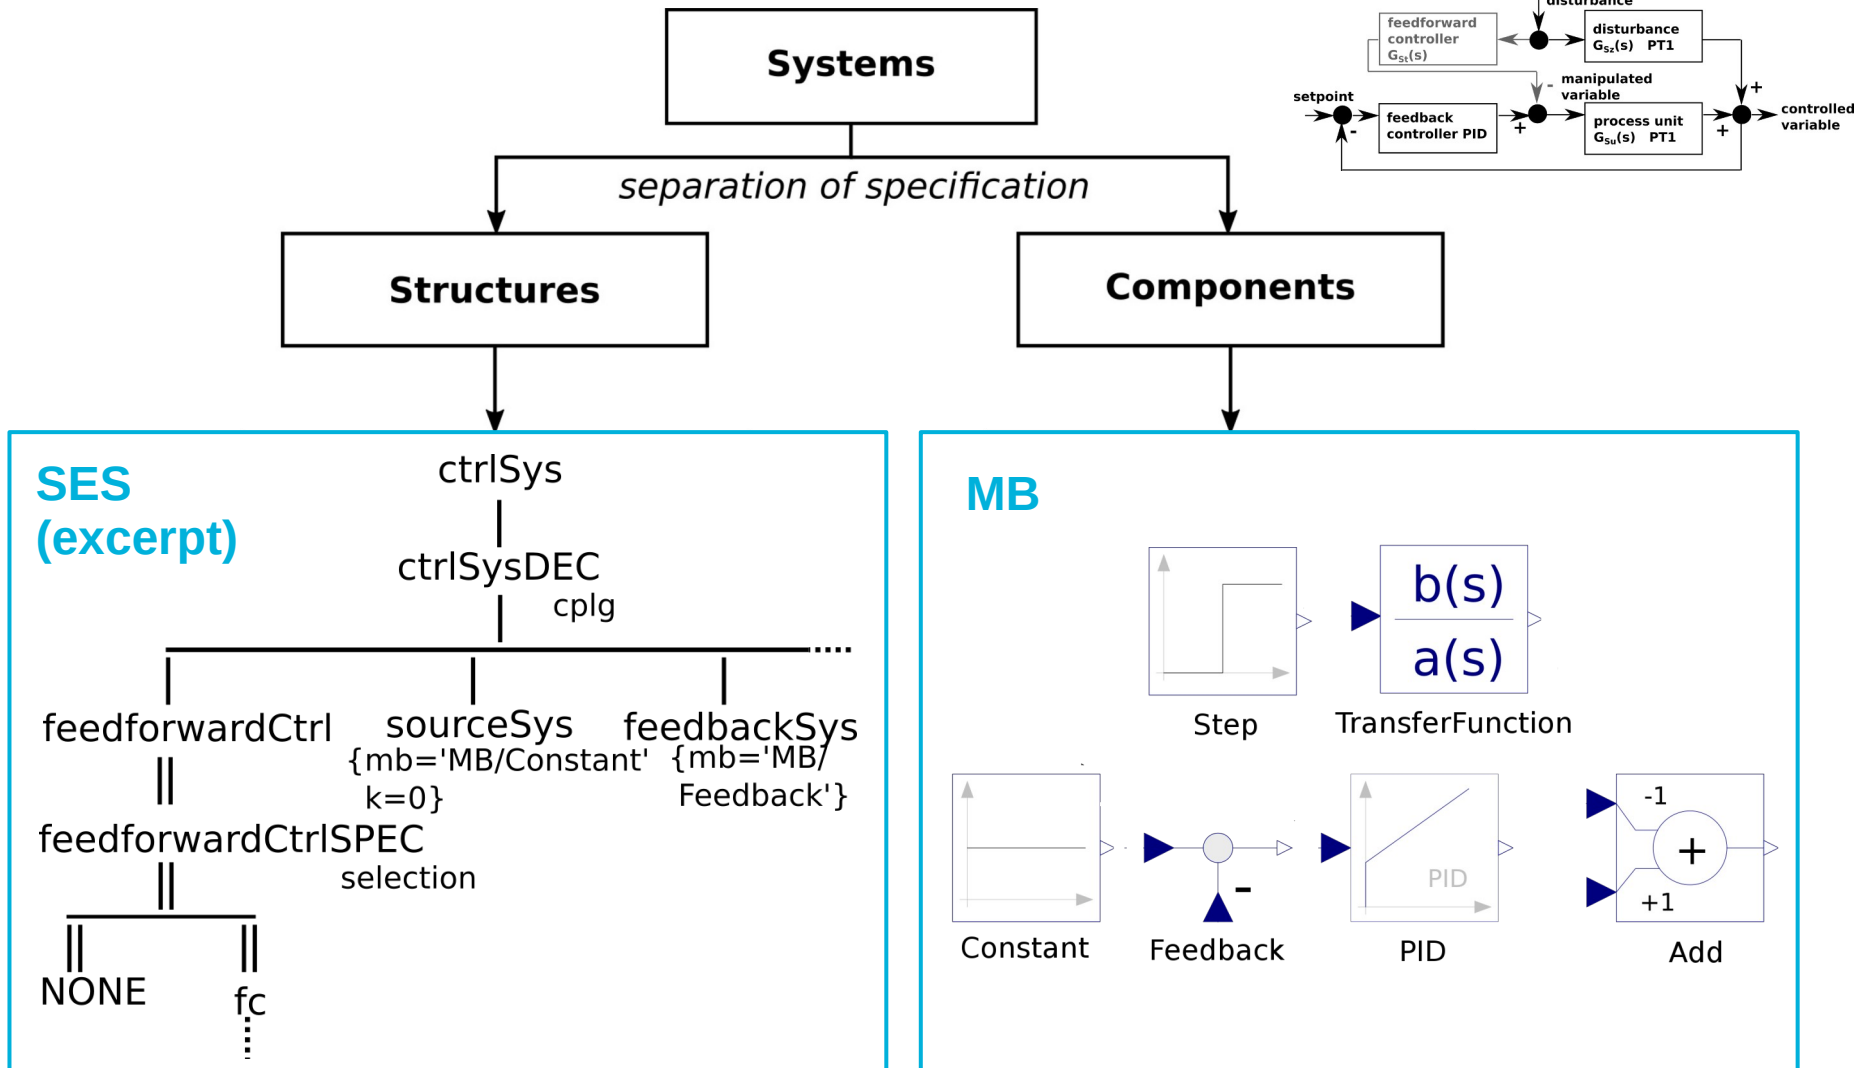 Systems
separation of specification
Structures
Components
disturbance
feedforward
controller
GSt(s)
disturbance
GSz(s) PT1
manipulated
variable
-
+
setpoint
-
feedback
controller PID
+
process unit
GSu(s) PT1
+
controlled
variable
SES
(excerpt)
ctrlSys
ctrlSysDEC
cplg
feedforwardCtrl
sourceSys
{mb='MB/Constant'
k=0}
feedbackSys
{mb='MB/
Feedback'}
feedforwardCtrlSPEC
selection
NONE
fc
MB
Step
b(s)
a(s)
TransferFunction
Constant
-
Feedback
PID
PID
-1
+
+1
Add